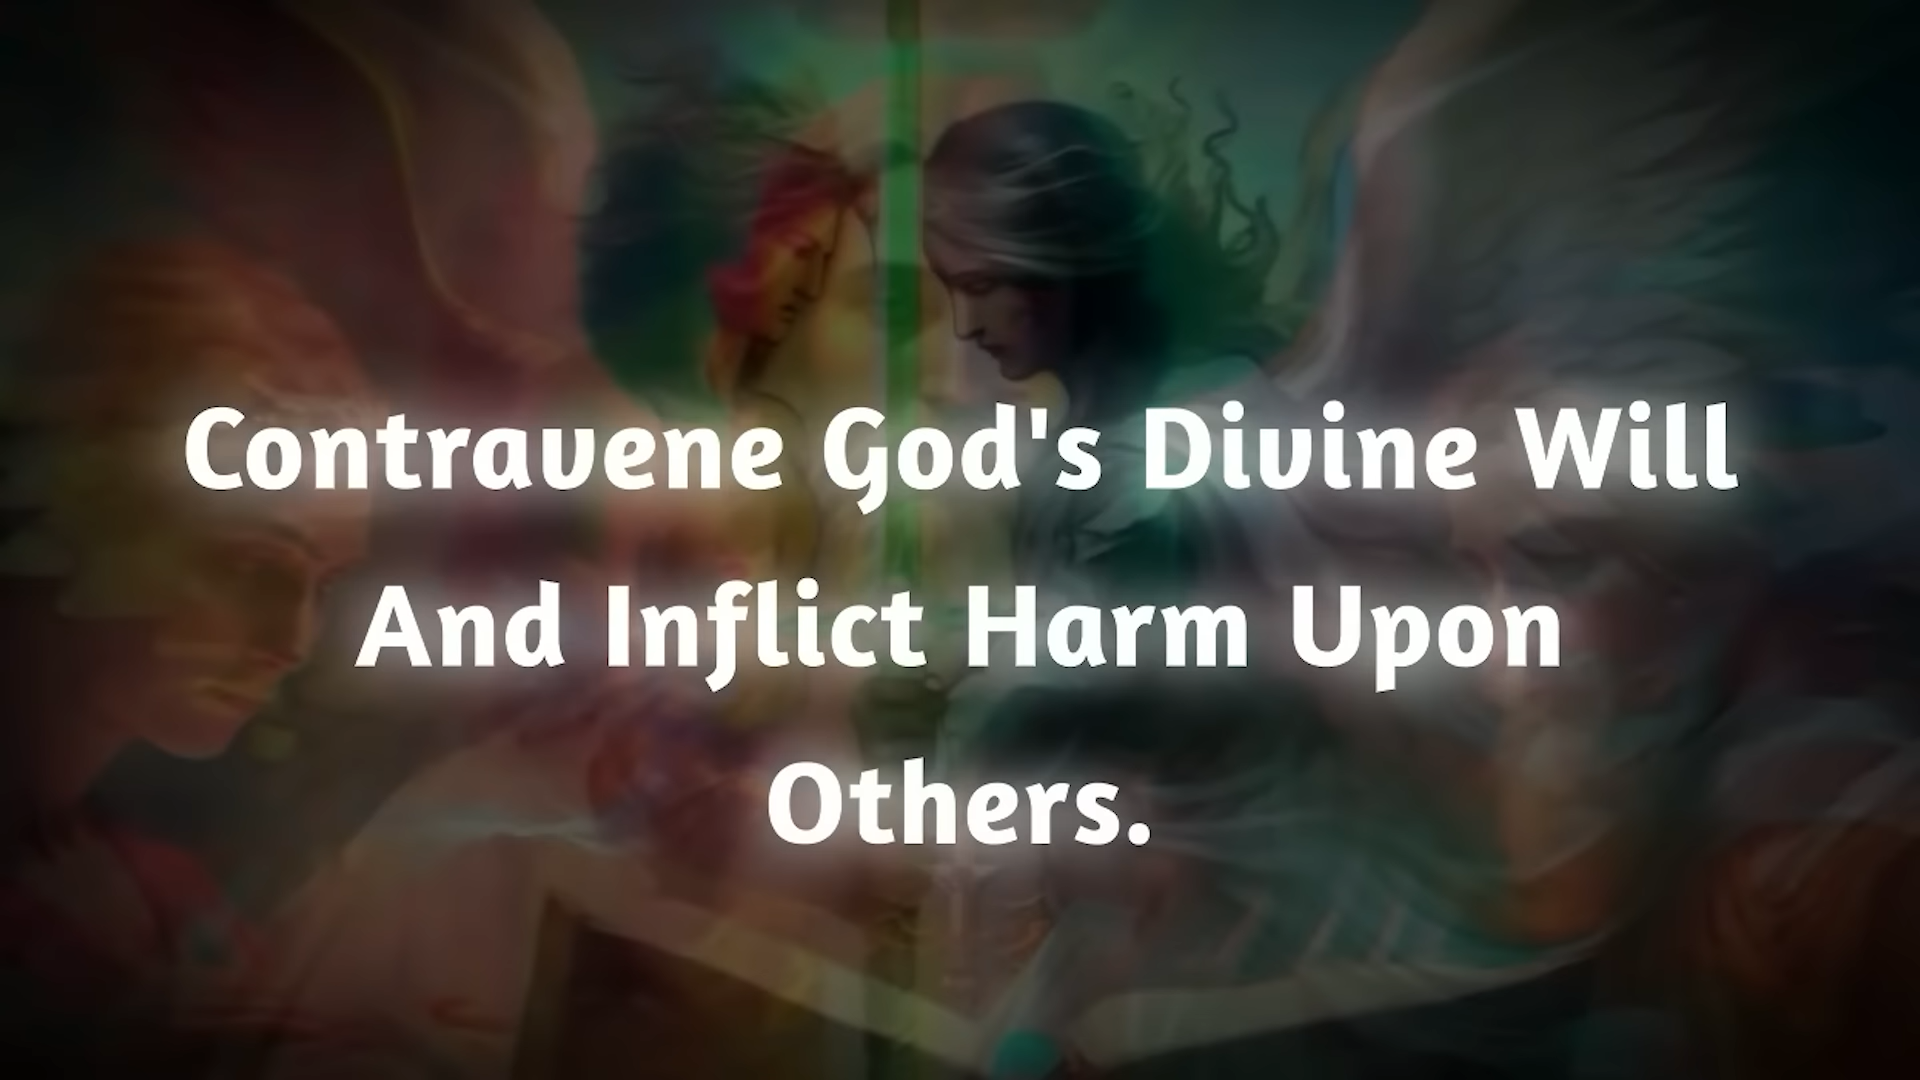 Contravene God's Divine Will
And Inflict Harm Upon
Others.